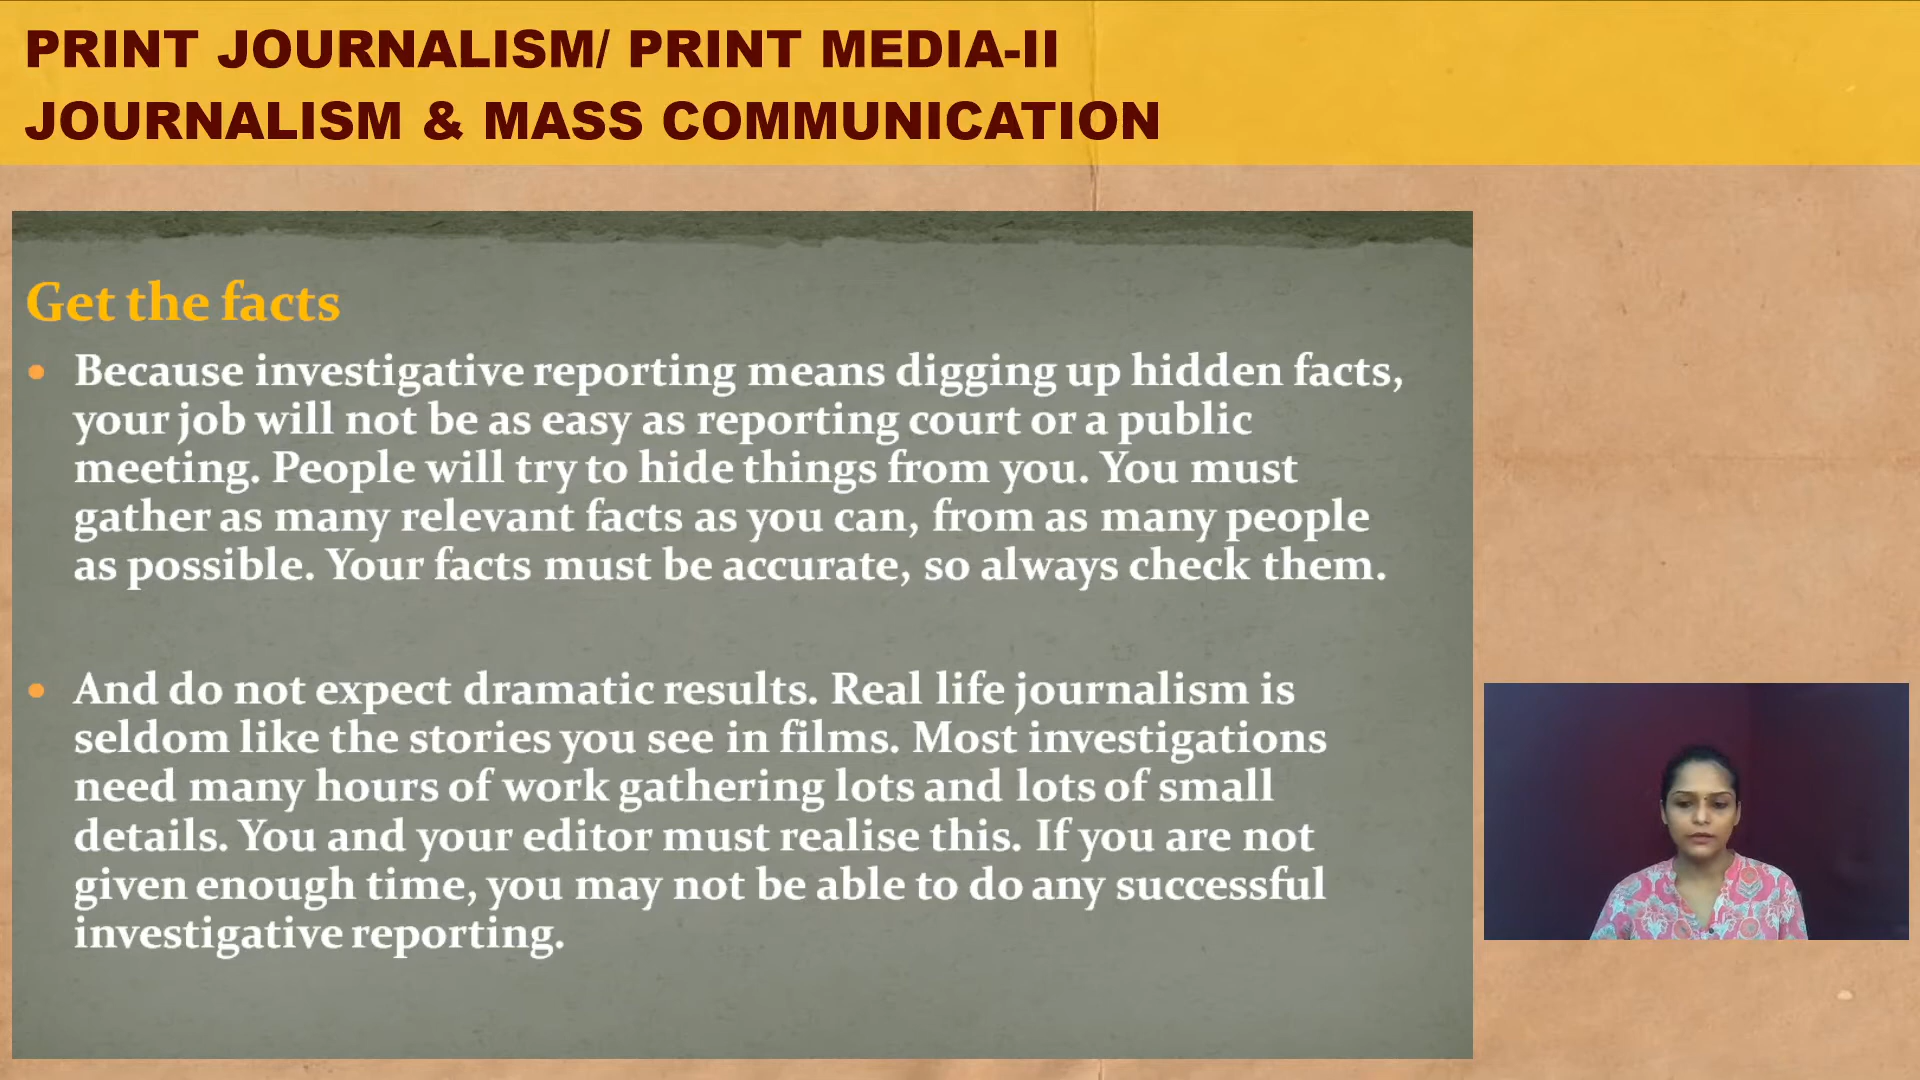 PRINT JOURNALISM/ PRINT MEDIA-II
JOURNALISM & MASS COMMUNICATION
Get the facts
• Because investigative reporting means digging up hidden facts,
your job will not be as easy as reporting court or a public
meeting. People will try to hide things from you. You must
gather as many relevant facts as you can, from as many people
as possible. Your facts must be accurate, so always check them.
• And do not expect dramatic results. Real life journalism is
seldom like the stories you see in films. Most investigations
need many hours of work gathering lots and lots of small
details. You and your editor must realise this. If you are not
given enough time, you may not be able to do any successful
investigative reporting.